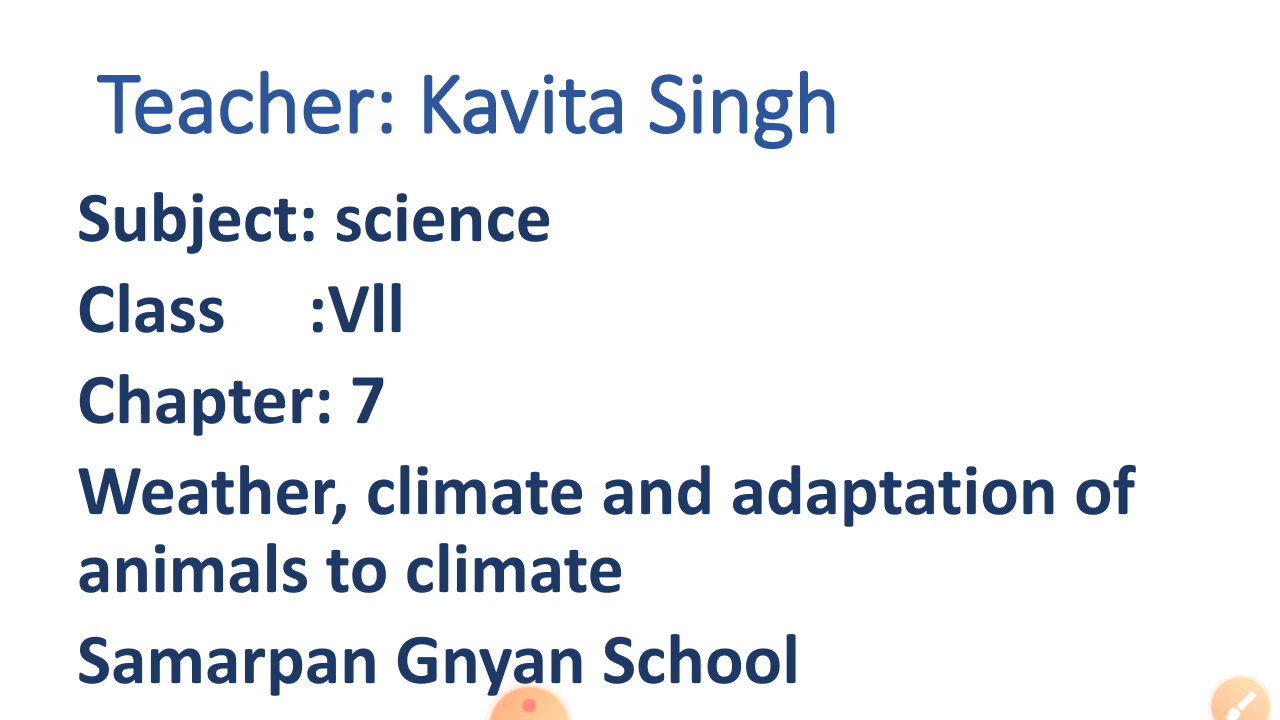 Teacher: Kavita Singh
Subject: science
Class     :Vll
Chapter: 7
Weather, climate and adaptation of
animals to climate
Samarpan Gnyan School